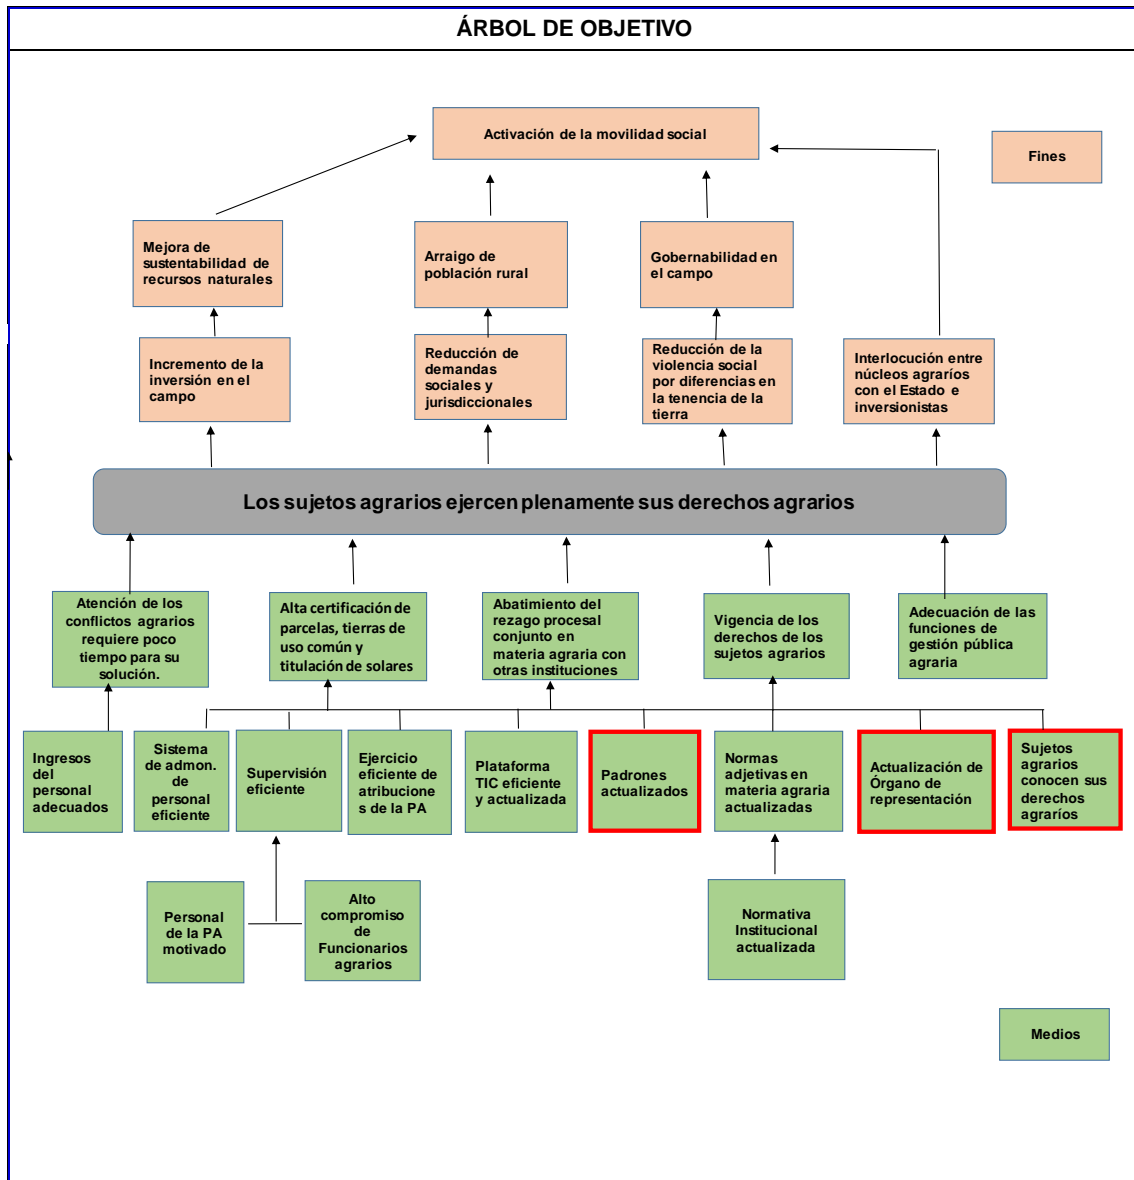 ÁRBOL DE OBJETIVO
Activación de la movilidad social
Fines
Mejora de
sustentabilidad de
recursos naturales
Arraigo de
población rural
Gobernabilidad en
el campo
Incremento de la
inversión en el
campo
Reducción de
demandas
sociales y
jurisdiccionales
Reducción de la
violencia social
por diferencias en
la tenencia de la
tierra
Interlocución entre
núcleos agraríos
con el Estado e
inversionistas
Los sujetos agrarios ejercen plenamente sus derechos agrarios
Atención de los
conflictos agrarios
requiere poco
tiempo para su
solución.
Alta certificación de
parcelas, tierras de
uso común y
titulación de solares
Abatimiento del
rezago procesal
conjunto en
materia agraria con
otras instituciones
Vigencia de los
derechos de los
sujetos agrarios
Adecuación de las
funciones de
gestión pública
agraria
Ingresos
del
personal
adecuados
Sistema
de admon.
de
personal
eficiente
Supervisión
eficiente
Ejercicio
eficiente de
atribucione
s de la PA
Plataforma
TIC eficiente
y actualizada
Padrones
actualizados
Normas
adjetivas en
materia agraria
actualizadas
Actualización de
Órgano de
representación
Sujetos
agrarios
conocen sus
derechos
agraríos
Personal
de la PA
motivado
Alto
compromiso
de
Funcionarios
agrarios
Normativa
Institucional
actualizada
Medios